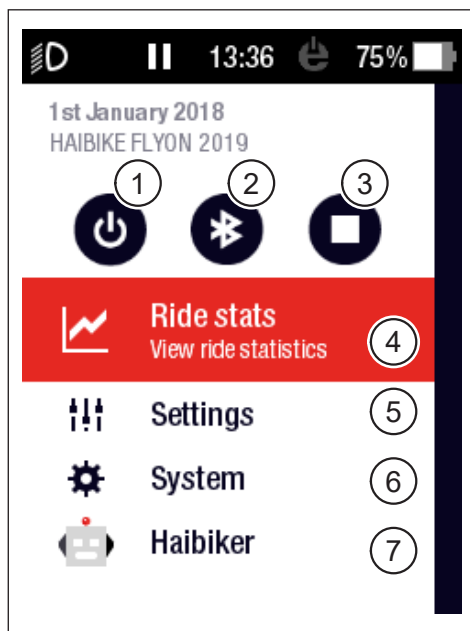 13:36 75%
1st January 2018
HAIBIKE FLYON 2019
1 2 3
Ride stats
View ride statistics 4
Settings 5
System 6
Haibiker 7